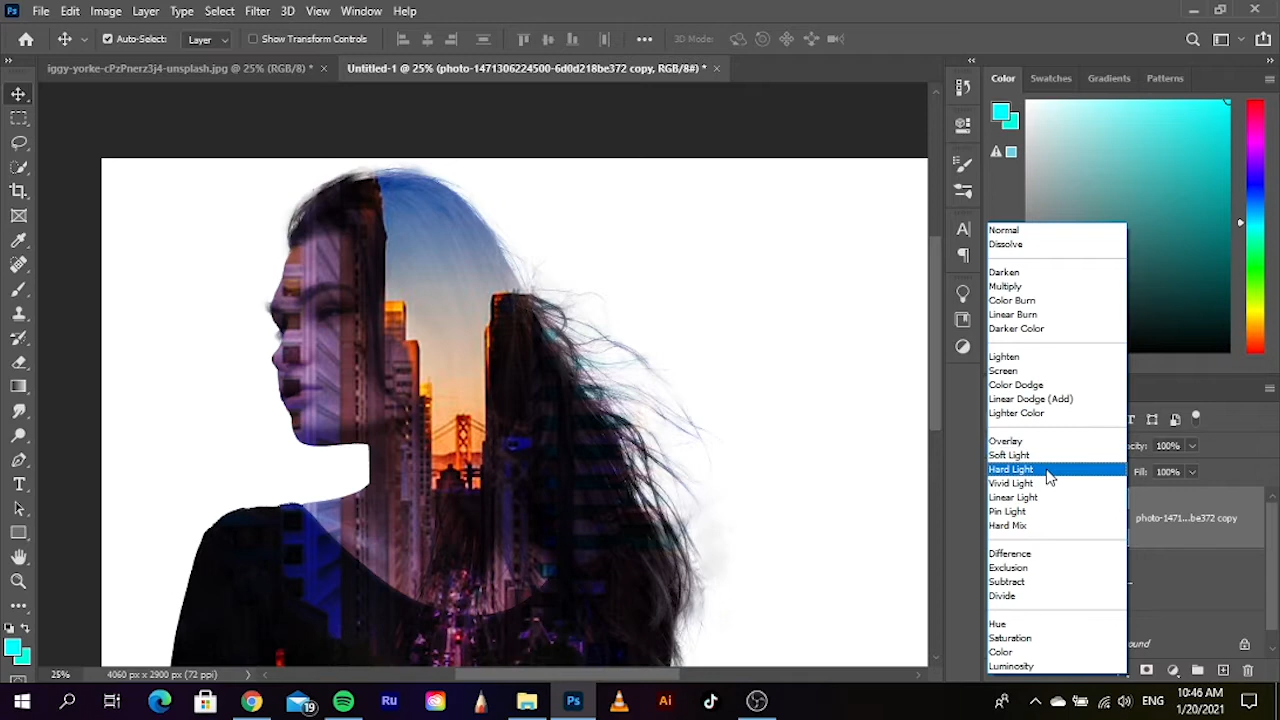 Ps File Edit Image Layer Type Select Filter 3D View Window Help
Auto-Select: Layer Show Transform Controls 3D Mode:
iggy-yorke-cPzPnerz3j4-unsplash.jpg @ 25% (RGB/8) *
Untitled-1 @ 25% (photo-1471306224500-6d0d218be372 copy, RGB/8#) *
Color Swatches Gradients Patterns
Normal
Dissolve
Darken
Multiply
Color Burn
Linear Burn
Darker Color
Lighten
Screen
Color Dodge
Linear Dodge (Add)
Lighter Color
Overlay
Soft Light
Hard Light
Vivid Light
Linear Light
Pin Light
Hard Mix
Difference
Exclusion
Subtract
Divide
Hue
Saturation
Color
Luminosity
100%
Fill: 100%
photo-1471...be372 copy
25% 4060 px x 2900 px (72 ppi)
Ru 19 Ps Ai ENG
10:46 AM
1/20/2021